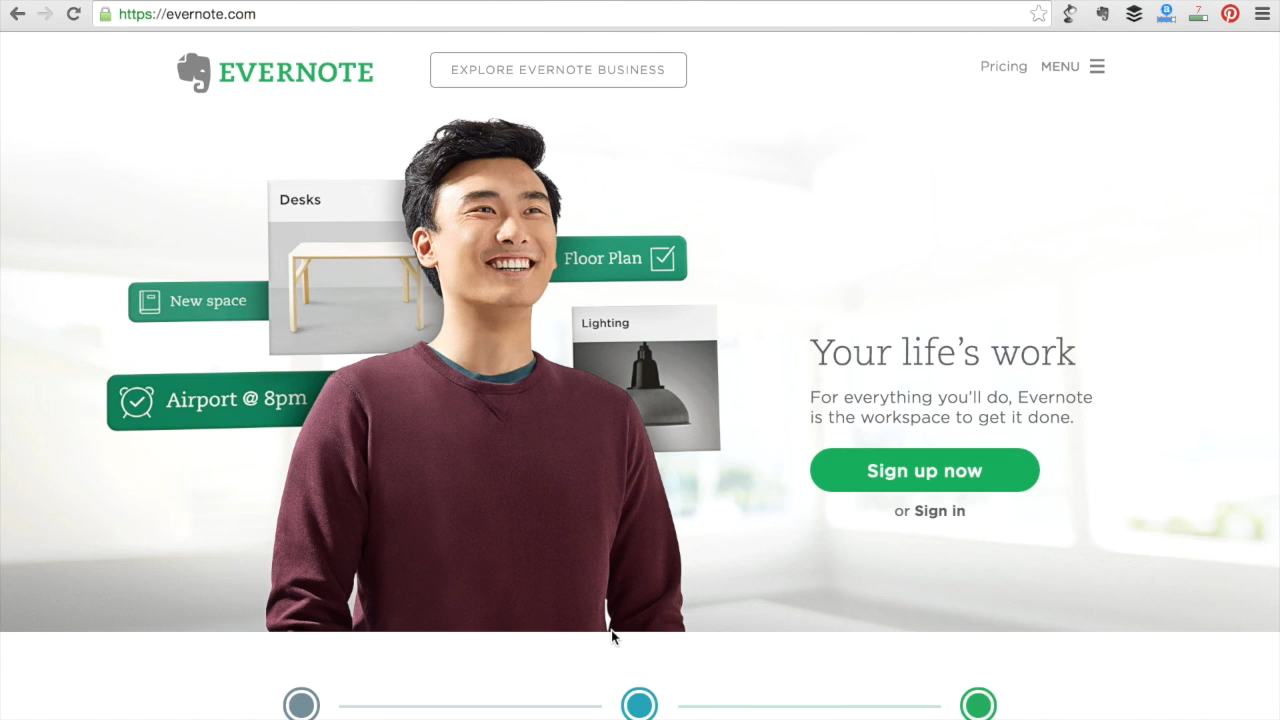 https://evernote.com
7
EVERNOTE
EXPLORE EVERNOTE BUSINESS
Pricing
MENU
Desks
Floor Plan
New space
Lighting
Airport @ 8pm
Your life's work
For everything you'll do, Evernote
is the workspace to get it done.
Sign up now
or Sign in